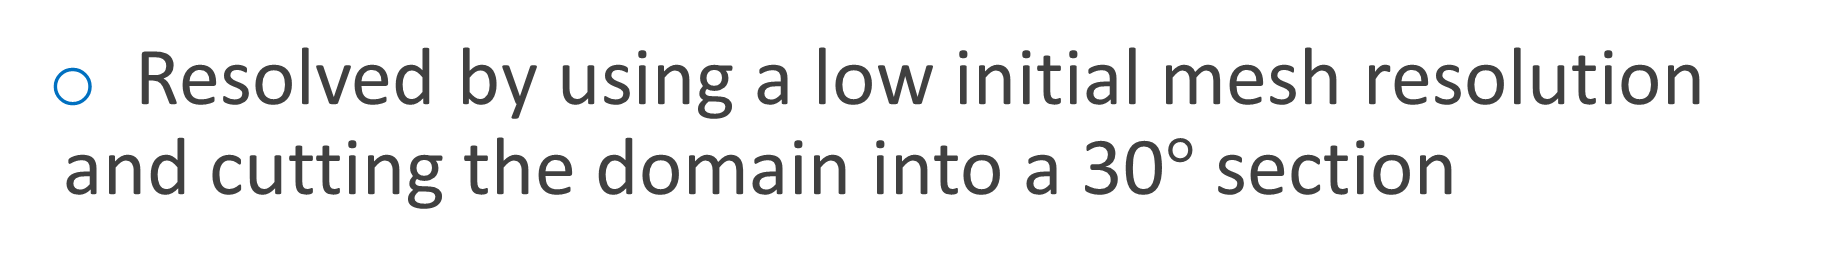 ○ Resolved by using a low initial mesh resolution
and cutting the domain into a 30° section